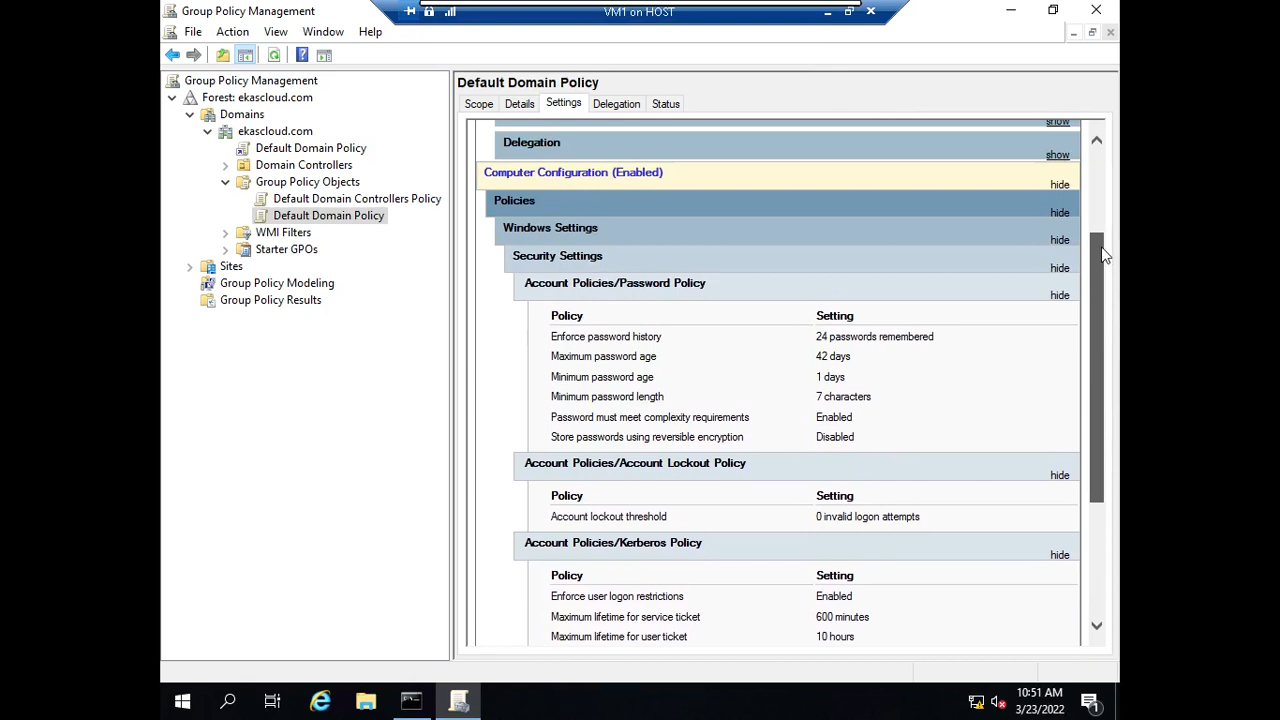 Group Policy Management
VM1 on HOST
File Action View Window Help
Group Policy Management
Forest: ekascloud.com
Domains
ekascloud.com
Default Domain Policy
Domain Controllers
Group Policy Objects
Default Domain Controllers Policy
Default Domain Policy
WMI Filters
Starter GPOs
Sites
Group Policy Modeling
Group Policy Results
Default Domain Policy
Scope Details Settings Delegation Status
show
Delegation
show
Computer Configuration (Enabled)
hide
Policies
hide
Windows Settings
hide
Security Settings
hide
Account Policies/Password Policy
hide
Policy Setting
Enforce password history 24 passwords remembered
Maximum password age 42 days
Minimum password age 1 days
Minimum password length 7 characters
Password must meet complexity requirements Enabled
Store passwords using reversible encryption Disabled
Account Policies/Account Lockout Policy
hide
Policy Setting
Account lockout threshold 0 invalid logon attempts
Account Policies/Kerberos Policy
hide
Policy Setting
Enforce user logon restrictions Enabled
Maximum lifetime for service ticket 600 minutes
Maximum lifetime for user ticket 10 hours
10:51 AM
3/23/2022
1